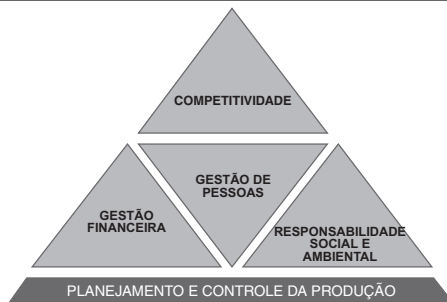 COMPETITIVIDADE
GESTÃO DE
PESSOAS
GESTÃO
FINANCEIRA
RESPONSABILIDADE
SOCIAL E
AMBIENTAL
PLANEJAMENTO E CONTROLE DA PRODUÇÃO